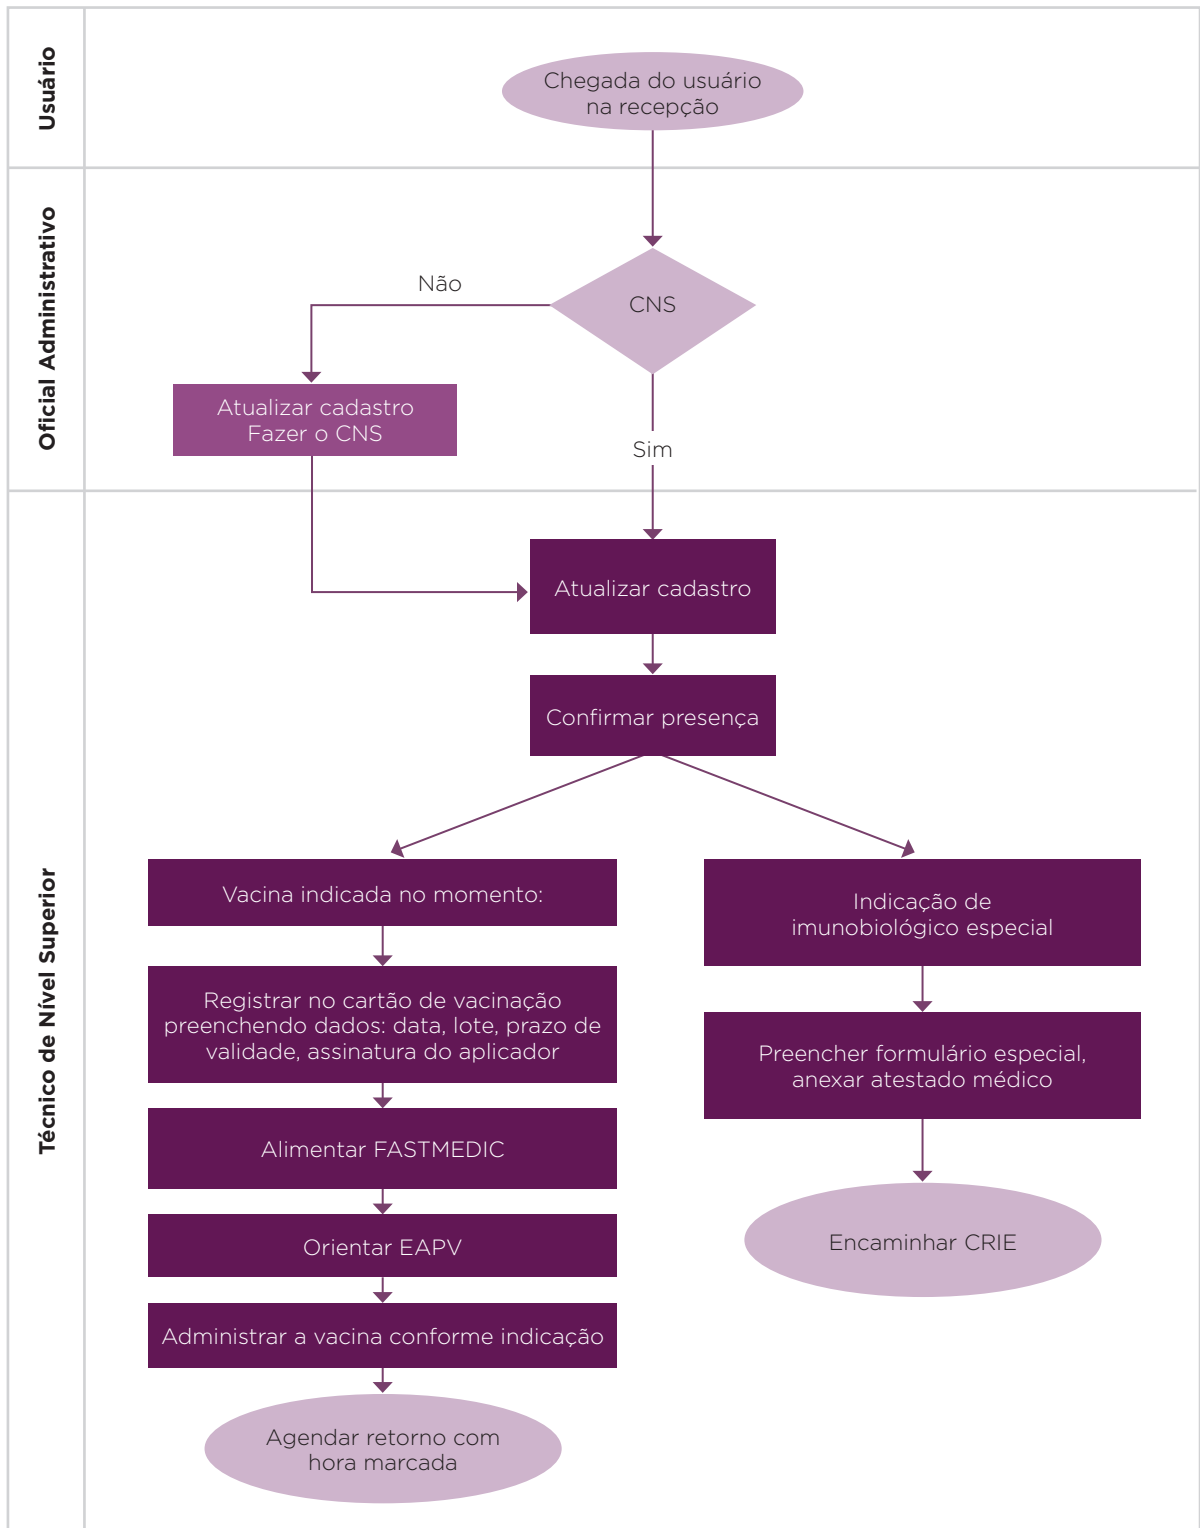 Usuário
Chegada do usuário
na recepção
Oficial Administrativo
CNS
Não
Atualizar cadastro
Fazer o CNS
Sim
Técnico de Nível Superior
Atualizar cadastro
Confirmar presença
Vacina indicada no momento:
Registrar no cartão de vacinação
preenchendo dados: data, lote, prazo de
validade, assinatura do aplicador
Alimentar FASTMEDIC
Orientar EAPV
Administrar a vacina conforme indicação
Agendar retorno com
hora marcada
Indicação de
imunobiológico especial
Preencher formulário especial,
anexar atestado médico
Encaminhar CRIE